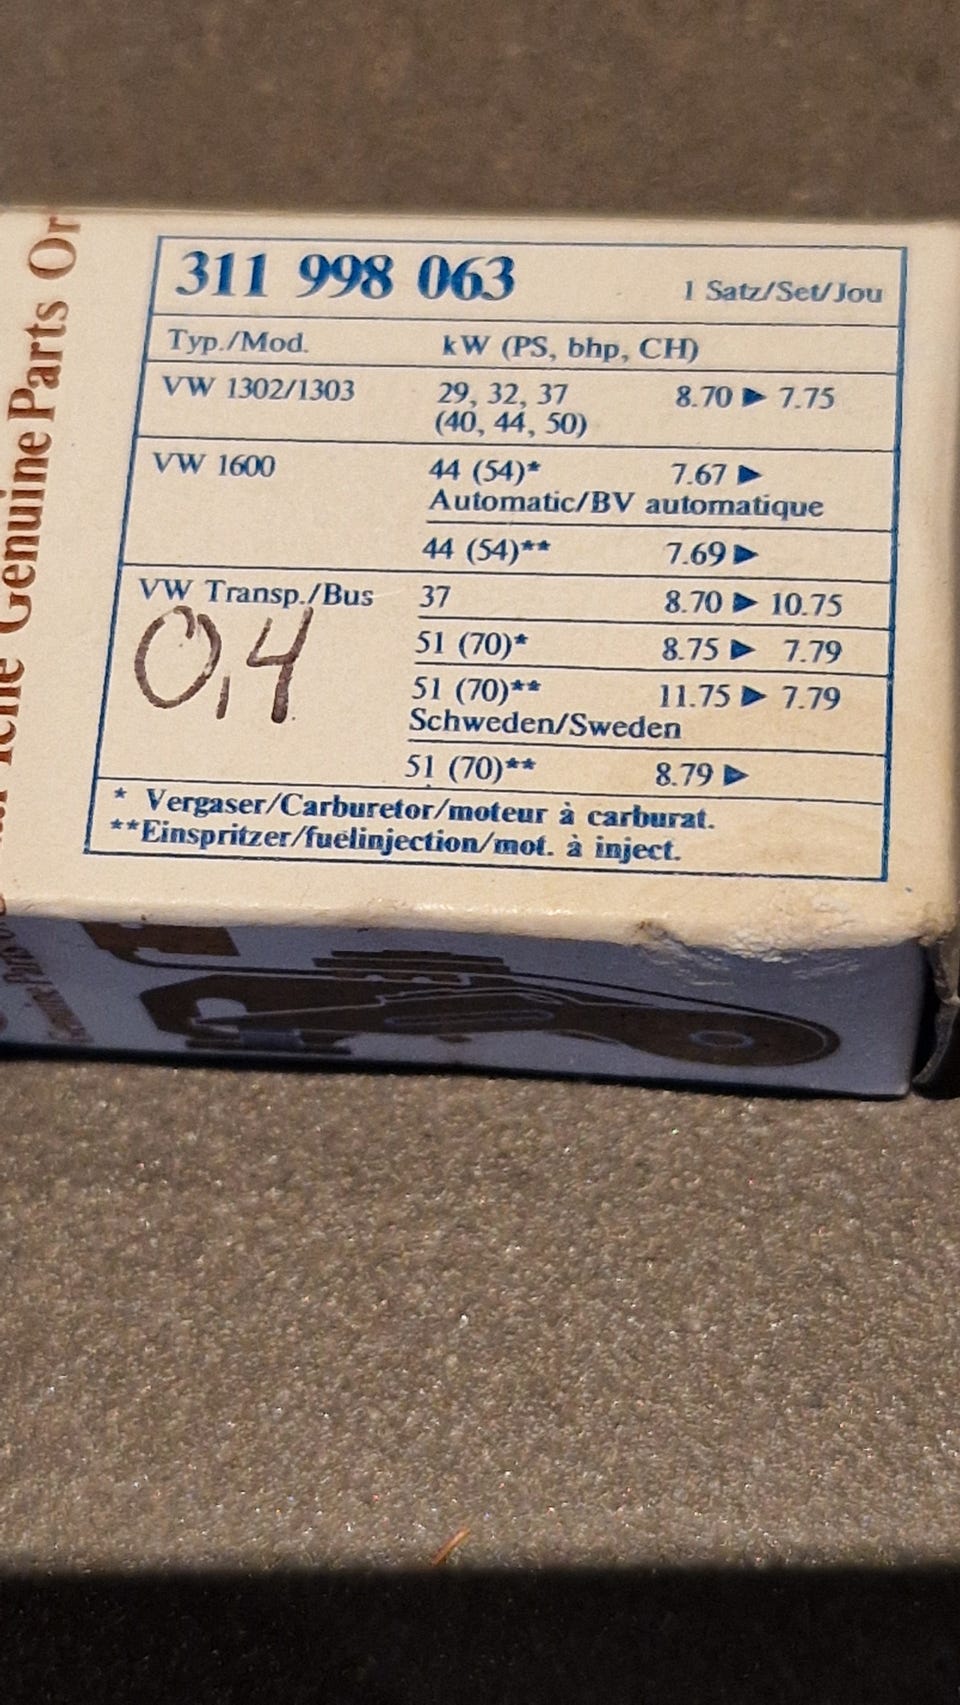 311 998 063 1 Satz/Set/Jou
Typ./Mod. kW (PS, bhp, CH)
VW 1302/1303 29, 32, 37 8.70 ▶ 7.75
(40, 44, 50)
VW 1600 44 (54)* 7.67 ▶
Automatic/BV automatique
44 (54)** 7.69 ▶
VW Transp./Bus 37 8.70 ▶ 10.75
0,4
51 (70)* 8.75 ▶ 7.79
51 (70)** 11.75 ▶ 7.79
Schweden/Sweden
51 (70)** 8.79 ▶
* Vergaser/Carburetor/moteur à carburat.
**Einspritzer/fuelinjection/mot. à inject.
Genuine Parts Or